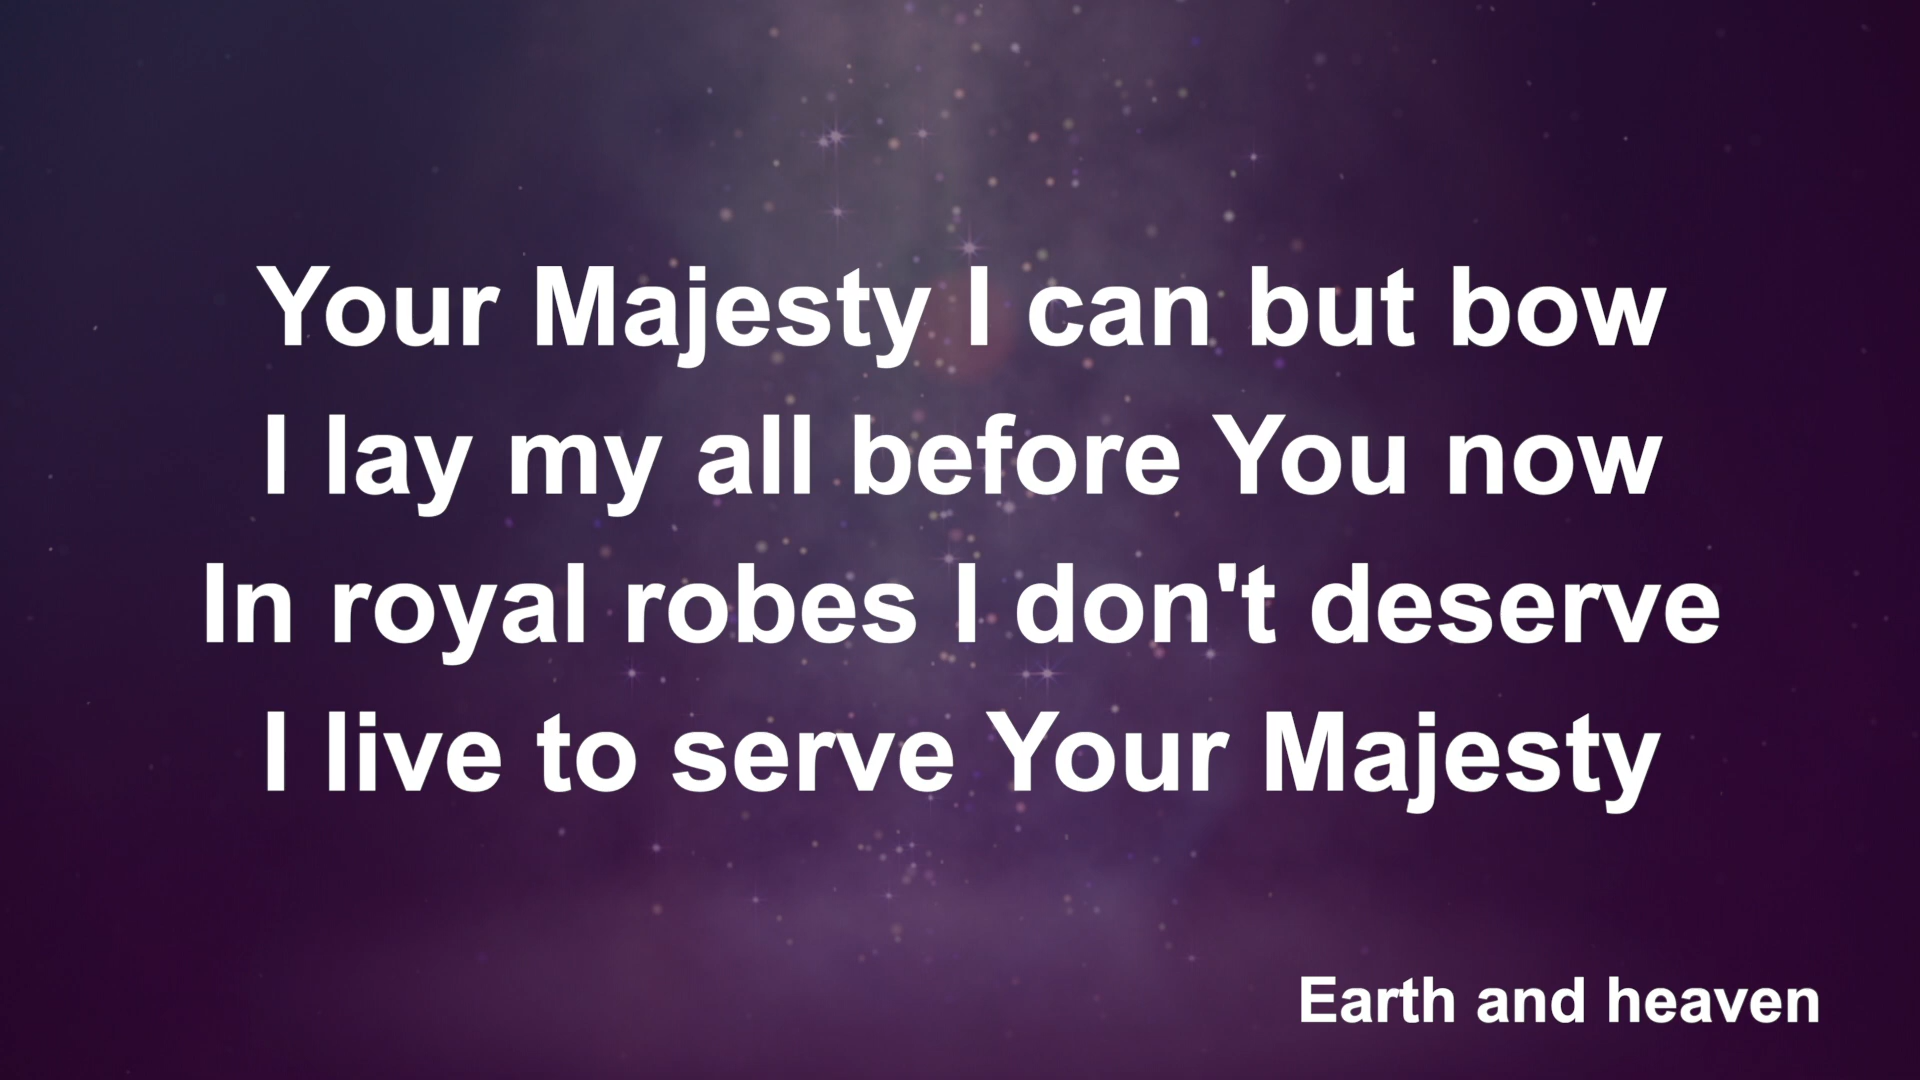 Your Majesty I can but bow
I lay my all before You now
In royal robes I don't deserve
I live to serve Your Majesty
Earth and heaven